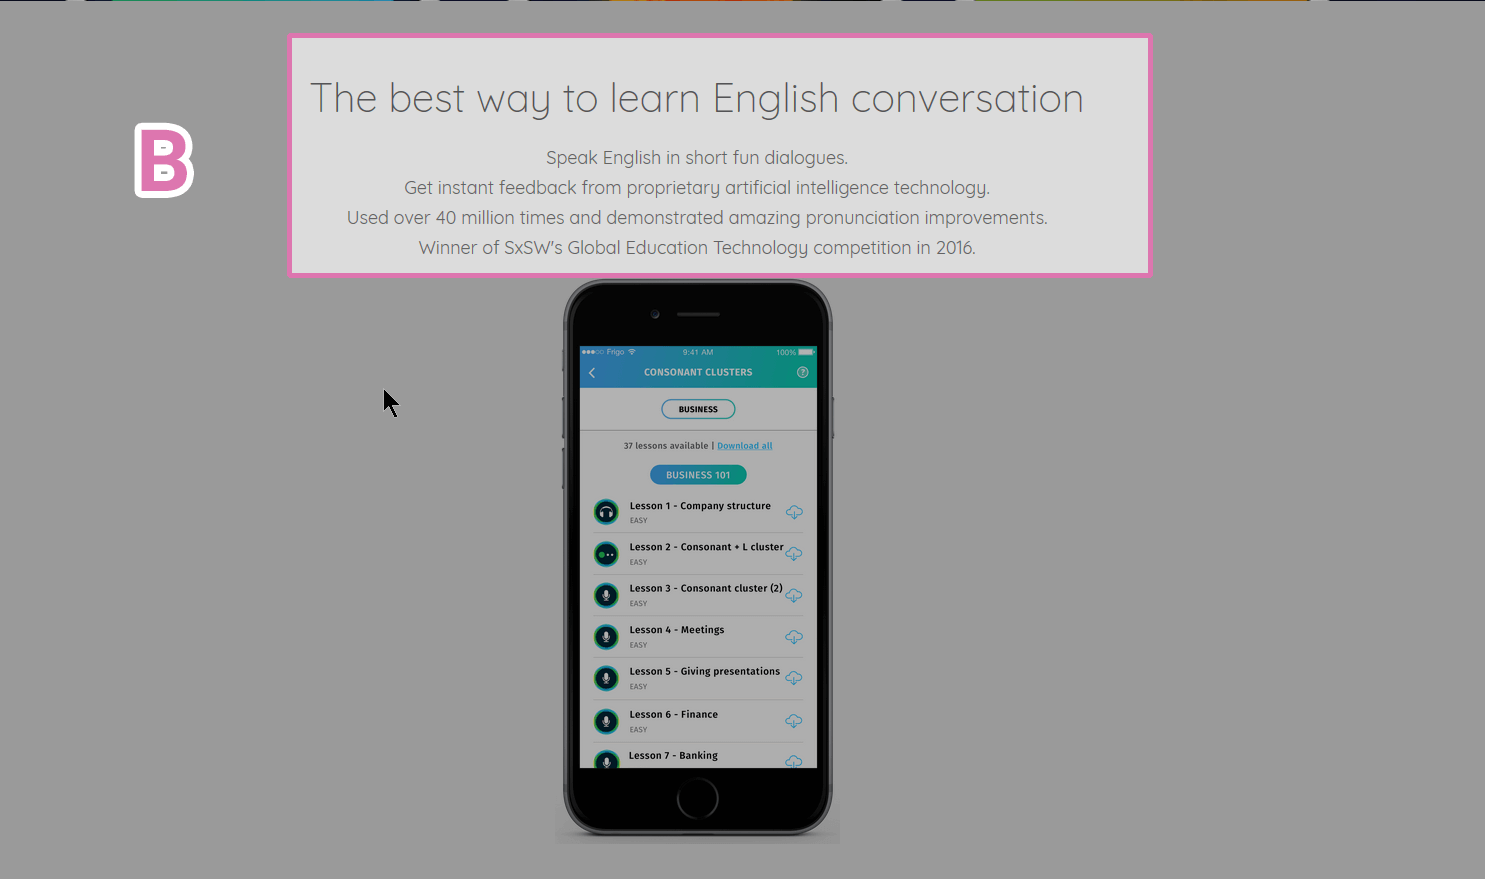 B
The best way to learn English conversation
Speak English in short fun dialogues.
Get instant feedback from proprietary artificial intelligence technology.
Used over 40 million times and demonstrated amazing pronunciation improvements.
Winner of SxSW's Global Education Technology competition in 2016.
Frigo 9:41 AM 100%
CONSONANT CLUSTERS ?
BUSINESS
37 lessons available | Download all
BUSINESS 101
Lesson 1 - Company structure
EASY
Lesson 2 - Consonant + L cluster
EASY
Lesson 3 - Consonant cluster (2)
EASY
Lesson 4 - Meetings
EASY
Lesson 5 - Giving presentations
EASY
Lesson 6 - Finance
EASY
Lesson 7 - Banking